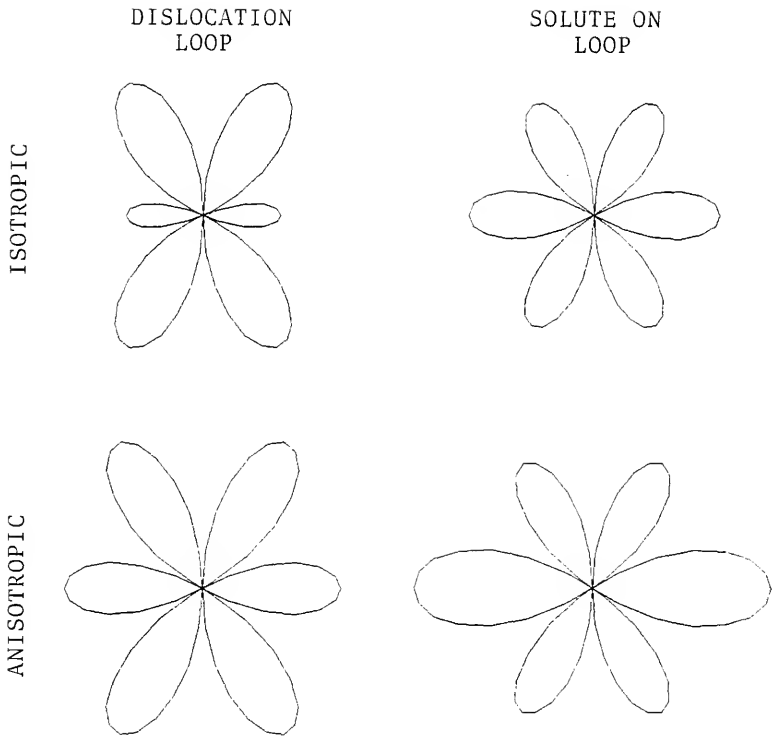 DISLOCATION
LOOP
SOLUTE ON
LOOP
ISOTROPIC
ANISOTROPIC